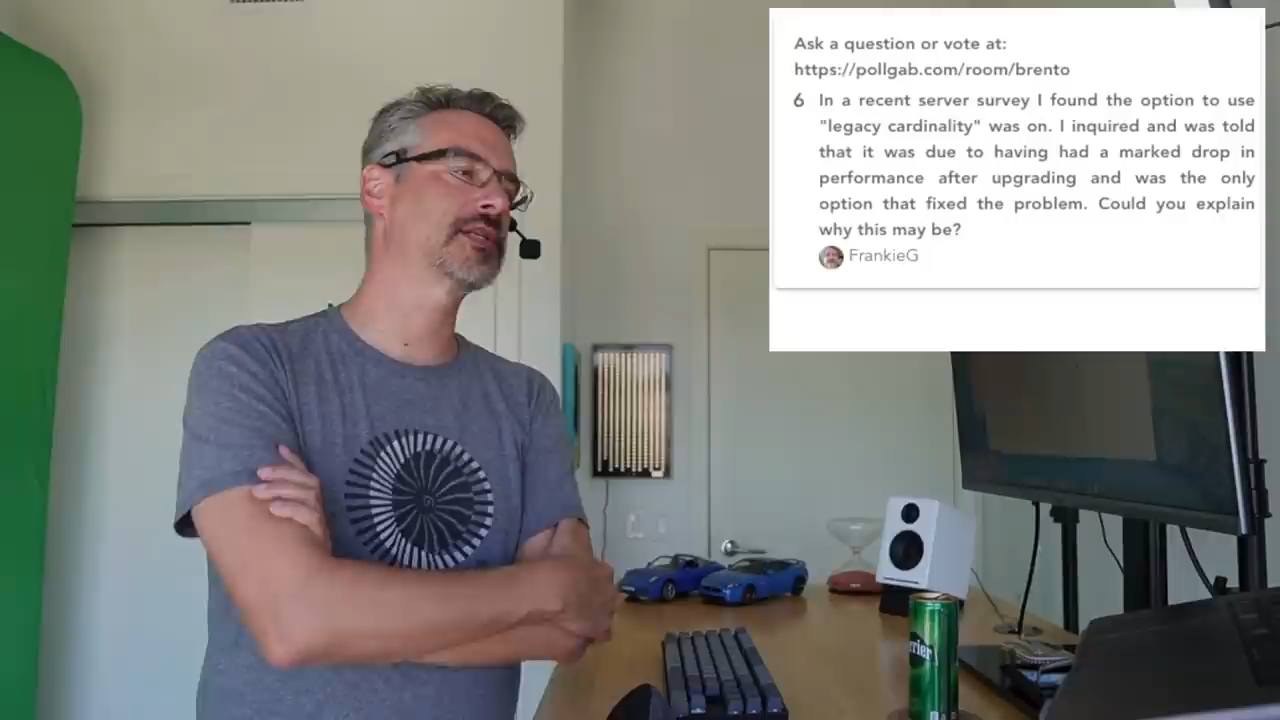 Ask a question or vote at:
https://pollgab.com/room/brento
6 In a recent server survey I found the option to use
"legacy cardinality" was on. I inquired and was told
that it was due to having had a marked drop in
performance after upgrading and was the only
option that fixed the problem. Could you explain
why this may be?
FrankieG
rrier